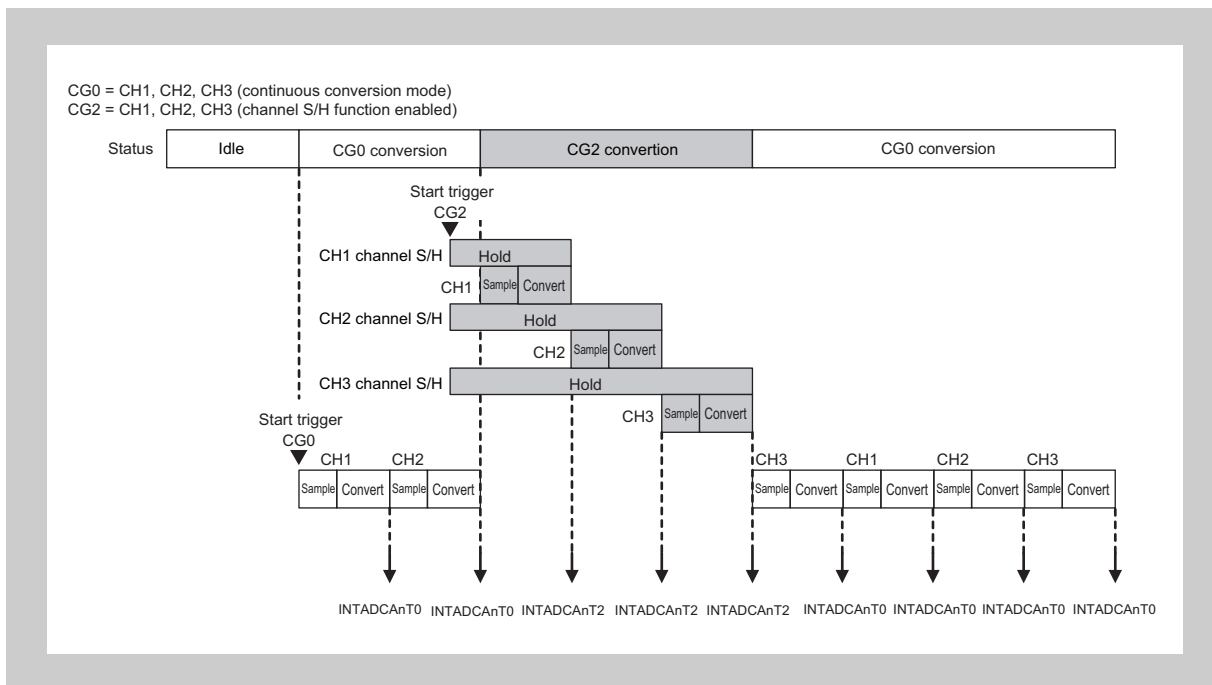 CG0 = CH1, CH2, CH3 (continuous conversion mode)
CG2 = CH1, CH2, CH3 (channel S/H function enabled)
Status Idle CG0 conversion CG2 convertion CG0 conversion
Start trigger
CG2
CH1 channel S/H Hold
CH1 Sample Convert
CH2 channel S/H Hold
CH2 Sample Convert
CH3 channel S/H Hold
CH3 Sample Convert
Start trigger
CG0
CH1 CH2 CH3 CH1 CH2 CH3
Sample Convert Sample Convert Sample Convert Sample Convert Sample Convert Sample Convert
INTADCAnT0 INTADCAnT0 INTADCAnT2 INTADCAnT2 INTADCAnT2 INTADCAnT0 INTADCAnT0 INTADCAnT0 INTADCAnT0